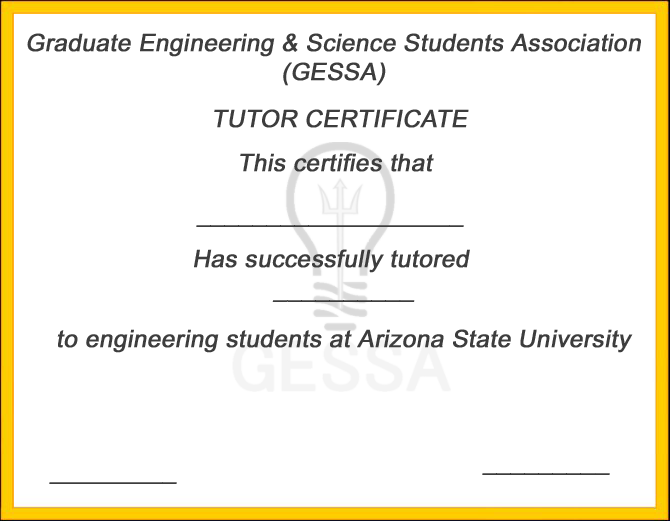 Graduate Engineering & Science Students Association
(GESSA)
TUTOR CERTIFICATE
This certifies that
____________________
Has successfully tutored
___________
to engineering students at Arizona State University
GESSA
__________ __________